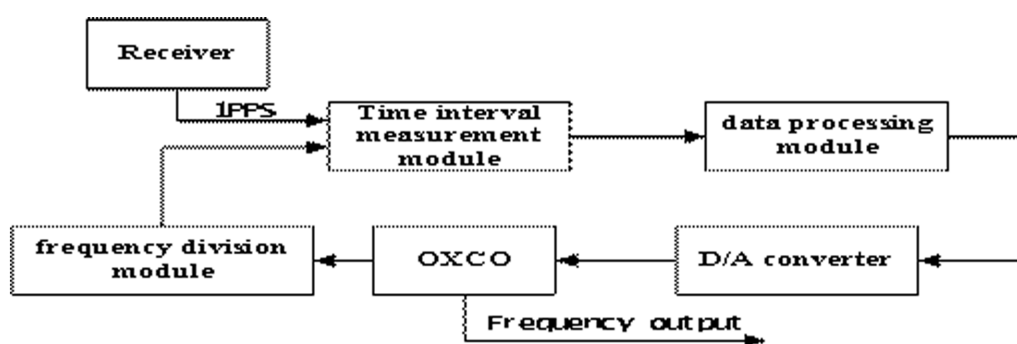 Receiver
1PPS
Time interval
measurement
module
data processing
module
frequency division
module
OXCO
D/A converter
Frequency output